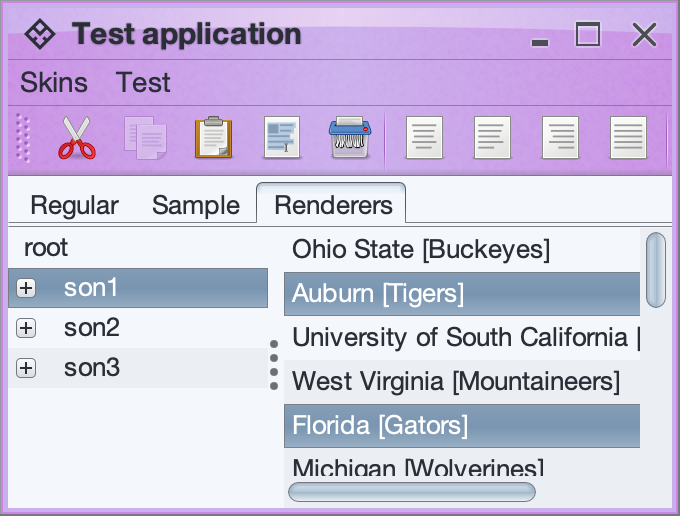 Test application
Skins Test
Regular Sample Renderers
root
son1
son2
son3
Ohio State [Buckeyes]
Auburn [Tigers]
University of South California [
West Virginia [Mountaineers]
Florida [Gators]
Michigan [Wolverines]